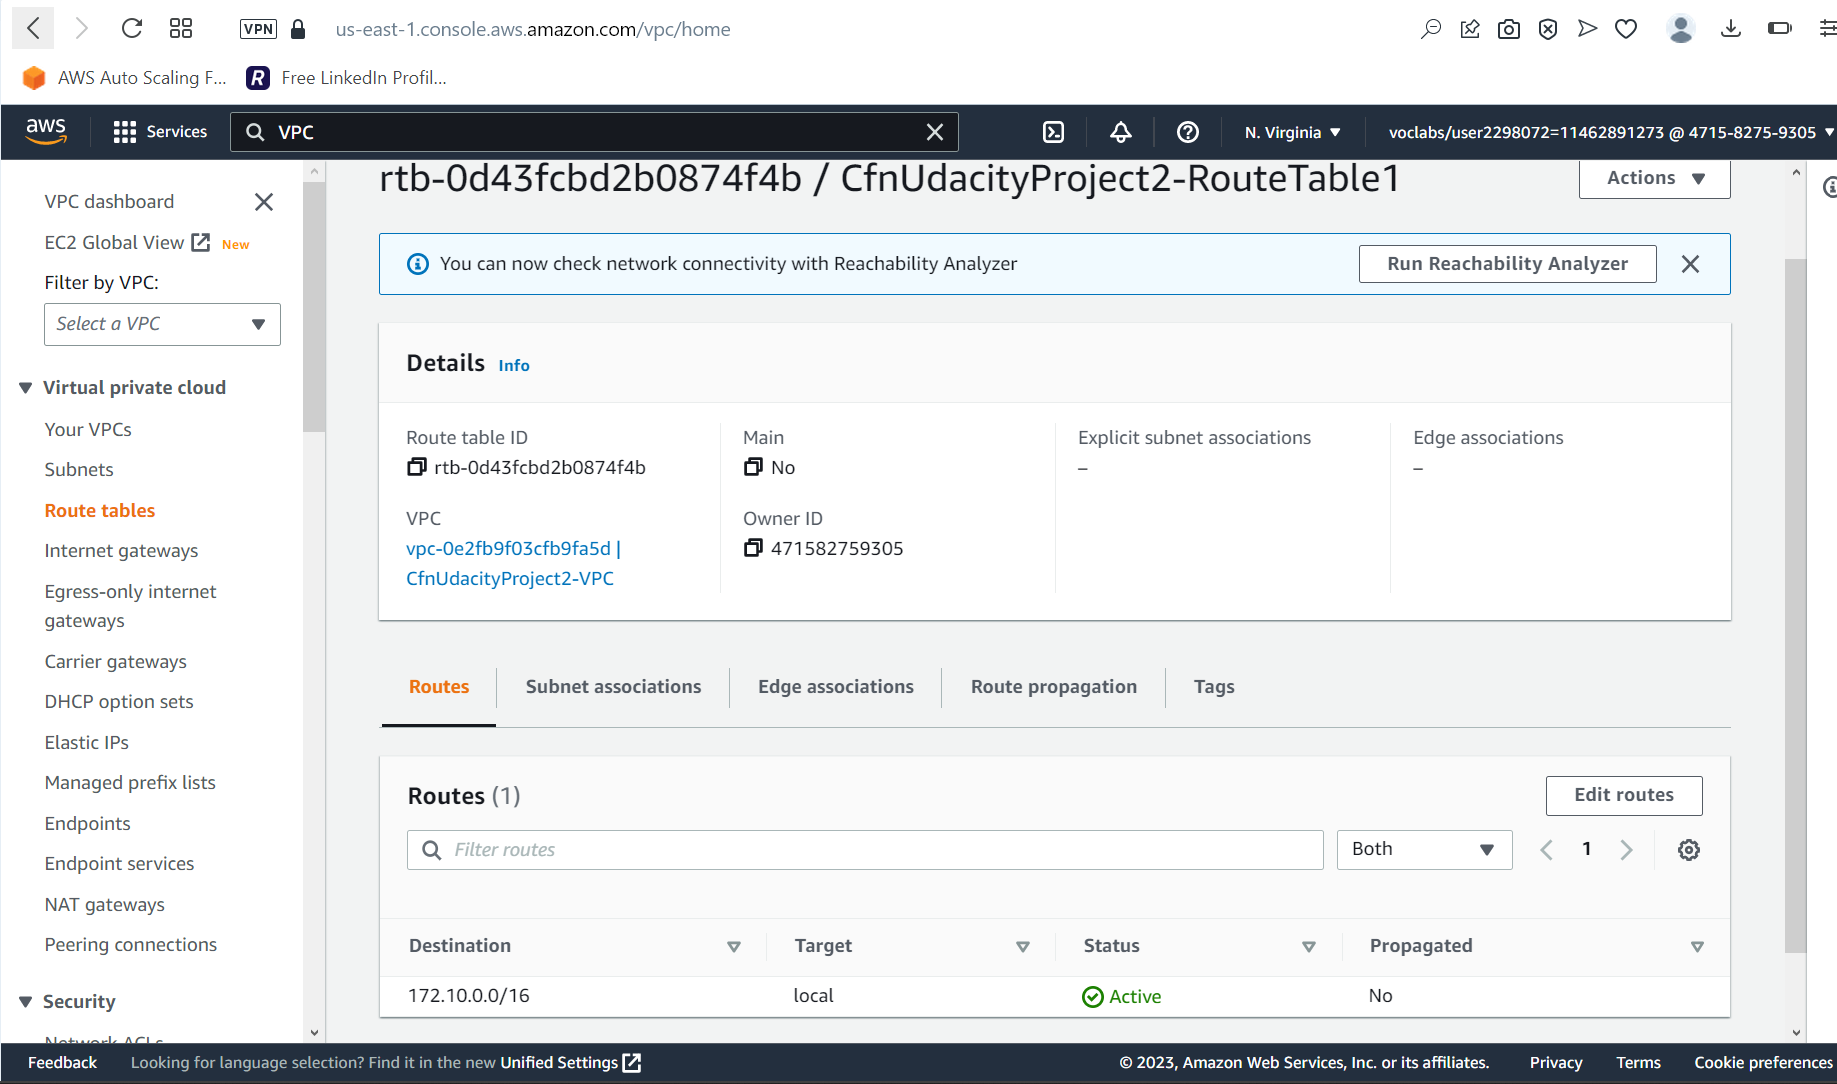 VPN
us-east-1.console.aws.amazon.com/vpc/home
AWS Auto Scaling F...
R
Free LinkedIn Profil...
aws
Services
VPC
N. Virginia
voclabs/user2298072=11462891273 @ 4715-8275-9305
VPC dashboard
EC2 Global View New
Filter by VPC:
Select a VPC
Virtual private cloud
Your VPCs
Subnets
Route tables
Internet gateways
Egress-only internet
gateways
Carrier gateways
DHCP option sets
Elastic IPs
Managed prefix lists
Endpoints
Endpoint services
NAT gateways
Peering connections
Security
Network ACLs
rtb-0d43fcbd2b0874f4b / CfnUdacityProject2-RouteTable1
Actions
You can now check network connectivity with Reachability Analyzer
Run Reachability Analyzer
Details Info
Route table ID
rtb-0d43fcbd2b0874f4b
Main
No
Explicit subnet associations
–
Edge associations
–
VPC
vpc-0e2fb9f03cfb9fa5d |
CfnUdacityProject2-VPC
Owner ID
471582759305
Routes
Subnet associations
Edge associations
Route propagation
Tags
Routes (1)
Edit routes
Filter routes
Both
1
Destination
Target
Status
Propagated
172.10.0.0/16
local
Active
No
Feedback
Looking for language selection? Find it in the new Unified Settings
© 2023, Amazon Web Services, Inc. or its affiliates.
Privacy
Terms
Cookie preferences